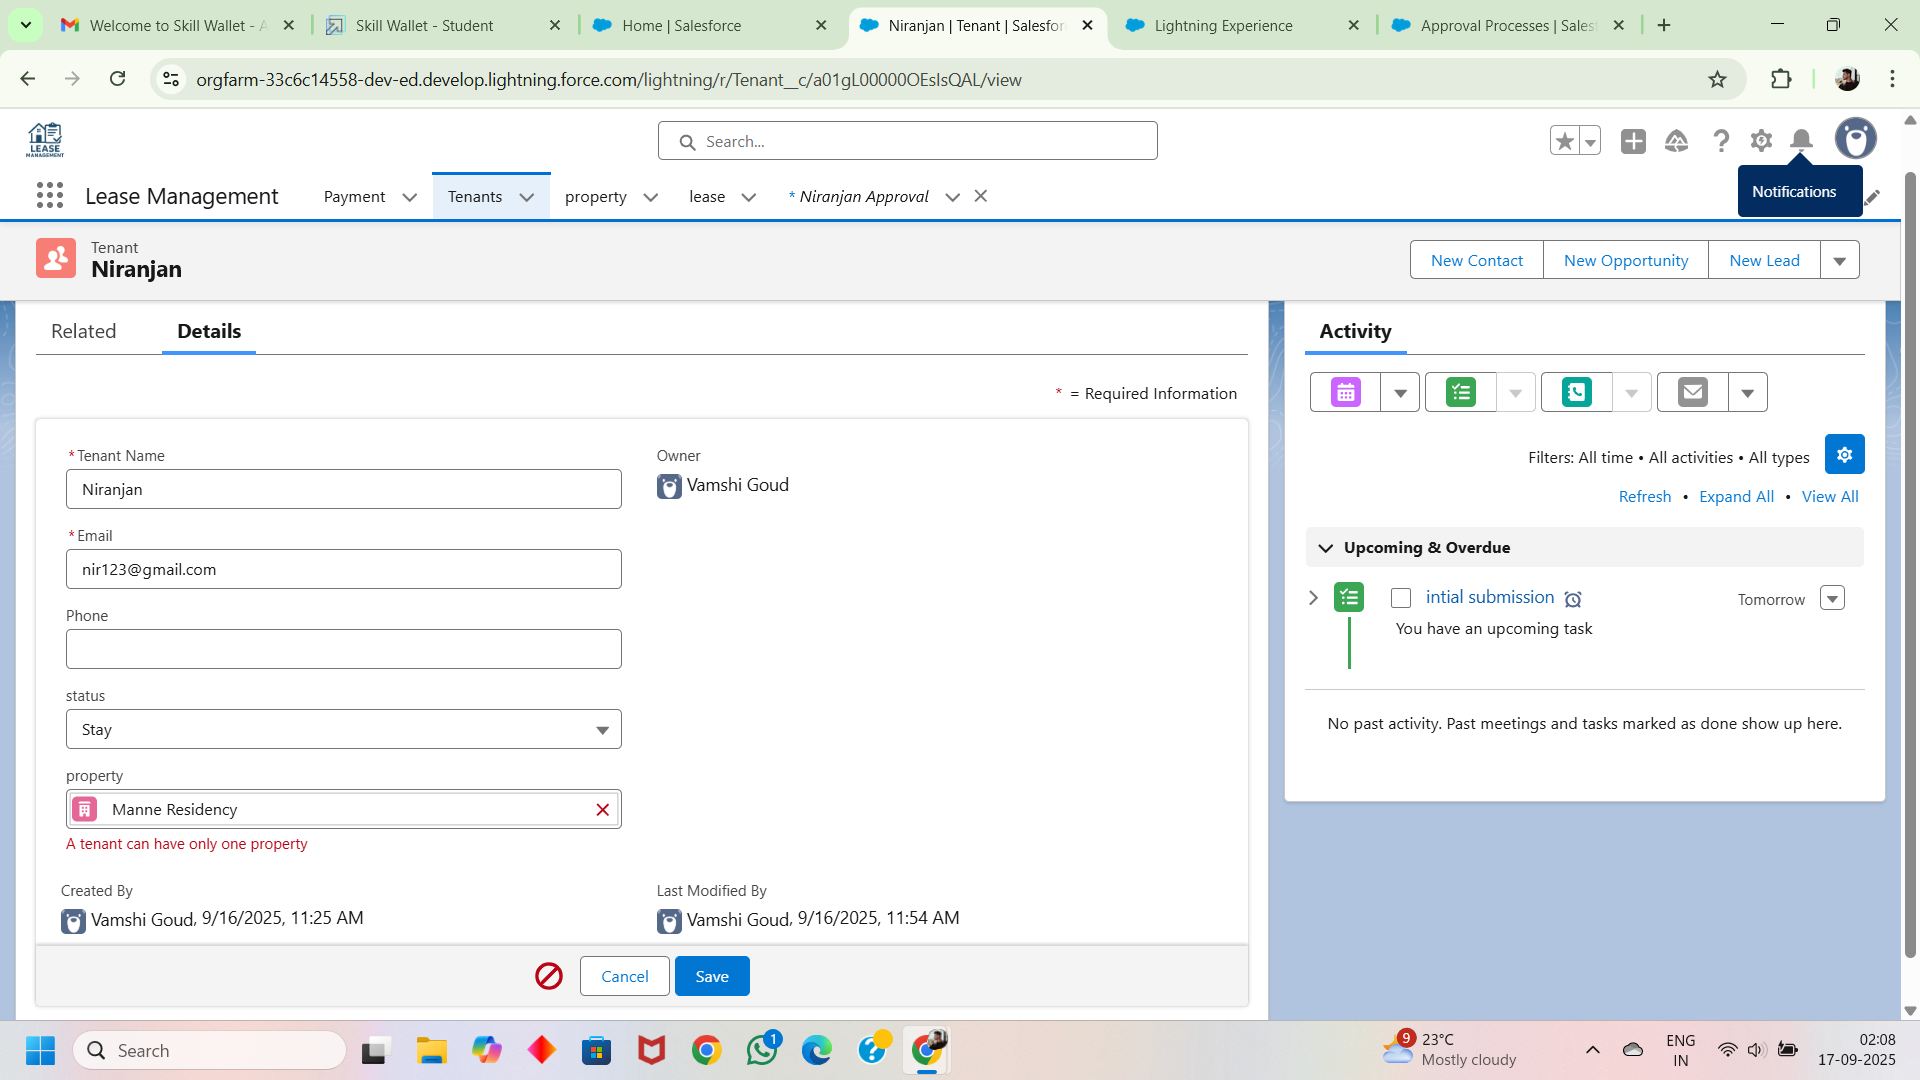 Welcome to Skill Wallet - A
Skill Wallet - Student
Home | Salesforce
Niranjan | Tenant | Salesfor
Lightning Experience
Approval Processes | Sales
orgfarm-33c6c14558-dev-ed.develop.lightning.force.com/lightning/r/Tenant__c/a01gL00000OEsIsQAL/view
LEASE
MANAGEMENT
Search...
Notifications
Lease Management
Payment
Tenants
property
lease
* Niranjan Approval
Tenant
Niranjan
New Contact
New Opportunity
New Lead
Related
Details
* = Required Information
*Tenant Name
Niranjan
Owner
Vamshi Goud
*Email
nir123@gmail.com
Phone
status
Stay
property
Manne Residency
A tenant can have only one property
Created By
Vamshi Goud, 9/16/2025, 11:25 AM
Last Modified By
Vamshi Goud, 9/16/2025, 11:54 AM
Cancel
Save
Activity
Filters: All time • All activities • All types
Refresh • Expand All • View All
Upcoming & Overdue
intial submission
Tomorrow
You have an upcoming task
No past activity. Past meetings and tasks marked as done show up here.
Search
1
9
23°C
Mostly cloudy
ENG
IN
02:08
17-09-2025